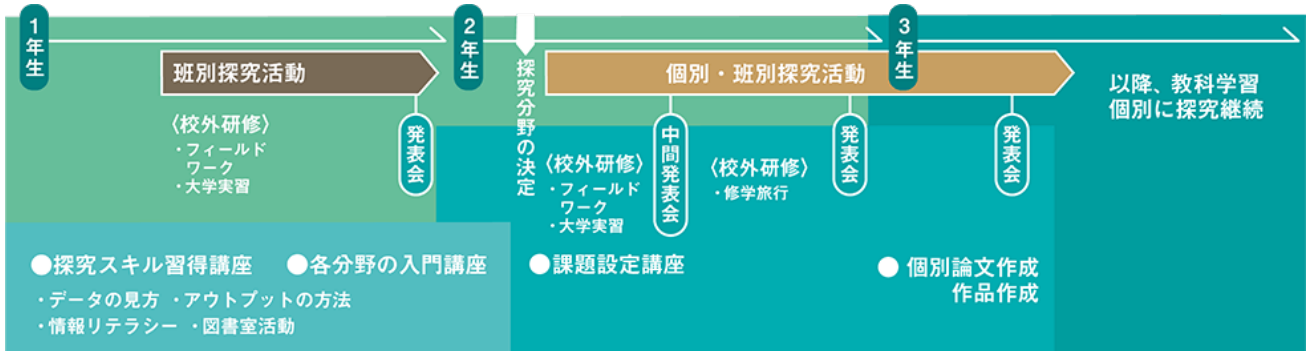 1年生
班別探究活動
〈校外研修〉
・フィールド
ワーク
・大学実習
発表会
●探究スキル習得講座
・データの見方 ・アウトプットの方法
・情報リテラシー ・図書室活動
●各分野の入門講座
2年生
探究分野の決定
個別・班別探究活動
〈校外研修〉
・フィールド
ワーク
・大学実習
中間発表会
〈校外研修〉
・修学旅行
発表会
●課題設定講座
3年生
発表会
● 個別論文作成
作品作成
以降、教科学習
個別に探究継続